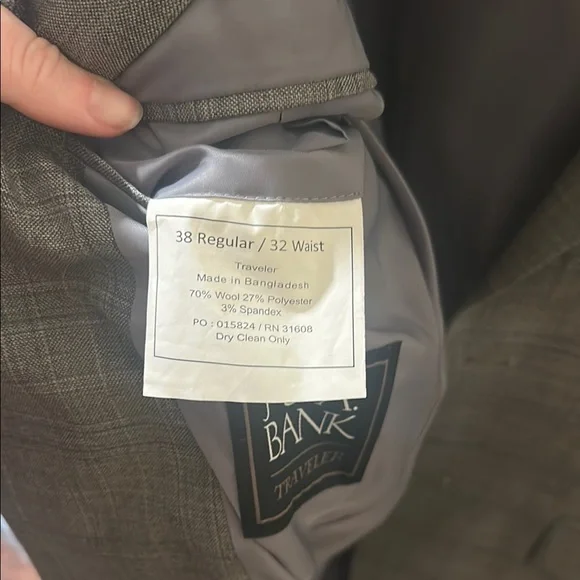 38 Regular / 32 Waist
Traveler
Made in Bangladesh
70% Wool 27% Polyester
3% Spandex
PO : 015824 / RN 31608
Dry Clean Only
BANK
TRAVELER